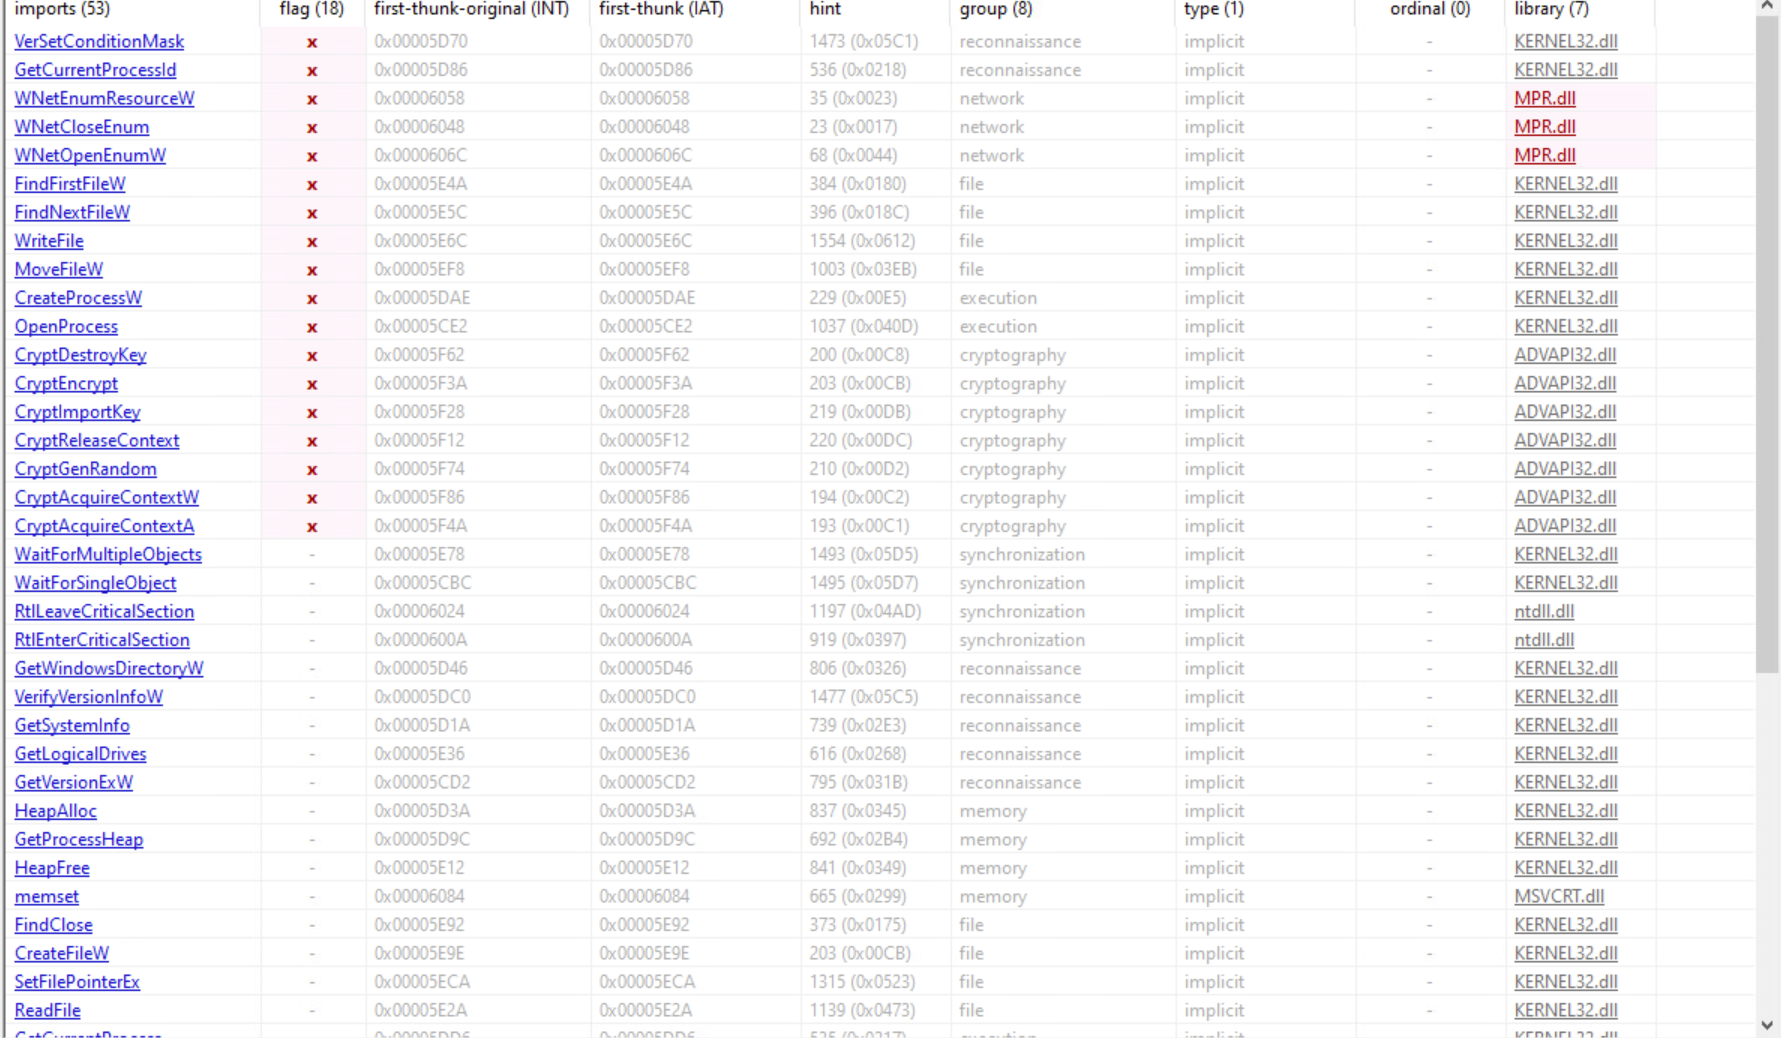 imports (53) flag (18) first-thunk-original (INT) first-thunk (IAT) hint group (8) type (1) ordinal (0) library (7)
VerSetConditionMask x 0x00005D70 0x00005D70 1473 (0x05C1) reconnaissance implicit - KERNEL32.dll
GetCurrentProcessId x 0x00005D86 0x00005D86 536 (0x0218) reconnaissance implicit - KERNEL32.dll
WNetEnumResourceW x 0x00006058 0x00006058 35 (0x0023) network implicit - MPR.dll
WNetCloseEnum x 0x00006048 0x00006048 23 (0x0017) network implicit - MPR.dll
WNetOpenEnumW x 0x0000606C 0x0000606C 68 (0x0044) network implicit - MPR.dll
FindFirstFileW x 0x00005E4A 0x00005E4A 384 (0x0180) file implicit - KERNEL32.dll
FindNextFileW x 0x00005E5C 0x00005E5C 396 (0x018C) file implicit - KERNEL32.dll
WriteFile x 0x00005E6C 0x00005E6C 1554 (0x0612) file implicit - KERNEL32.dll
MoveFileW x 0x00005EF8 0x00005EF8 1003 (0x03EB) file implicit - KERNEL32.dll
CreateProcessW x 0x00005DAE 0x00005DAE 229 (0x00E5) execution implicit - KERNEL32.dll
OpenProcess x 0x00005CE2 0x00005CE2 1037 (0x040D) execution implicit - KERNEL32.dll
CryptDestroyKey x 0x00005F62 0x00005F62 200 (0x00C8) cryptography implicit - ADVAPI32.dll
CryptEncrypt x 0x00005F3A 0x00005F3A 203 (0x00CB) cryptography implicit - ADVAPI32.dll
CryptImportKey x 0x00005F28 0x00005F28 219 (0x00DB) cryptography implicit - ADVAPI32.dll
CryptReleaseContext x 0x00005F12 0x00005F12 220 (0x00DC) cryptography implicit - ADVAPI32.dll
CryptGenRandom x 0x00005F74 0x00005F74 210 (0x00D2) cryptography implicit - ADVAPI32.dll
CryptAcquireContextW x 0x00005F86 0x00005F86 194 (0x00C2) cryptography implicit - ADVAPI32.dll
CryptAcquireContextA x 0x00005F4A 0x00005F4A 193 (0x00C1) cryptography implicit - ADVAPI32.dll
WaitForMultipleObjects - 0x00005E78 0x00005E78 1493 (0x05D5) synchronization implicit - KERNEL32.dll
WaitForSingleObject - 0x00005CBC 0x00005CBC 1495 (0x05D7) synchronization implicit - KERNEL32.dll
RtlLeaveCriticalSection - 0x00006024 0x00006024 1197 (0x04AD) synchronization implicit - ntdll.dll
RtlEnterCriticalSection - 0x0000600A 0x0000600A 919 (0x0397) synchronization implicit - ntdll.dll
GetWindowsDirectoryW - 0x00005D46 0x00005D46 806 (0x0326) reconnaissance implicit - KERNEL32.dll
VerifyVersionInfoW - 0x00005DC0 0x00005DC0 1477 (0x05C5) reconnaissance implicit - KERNEL32.dll
GetSystemInfo - 0x00005D1A 0x00005D1A 739 (0x02E3) reconnaissance implicit - KERNEL32.dll
GetLogicalDrives - 0x00005E36 0x00005E36 616 (0x0268) reconnaissance implicit - KERNEL32.dll
GetVersionExW - 0x00005CD2 0x00005CD2 795 (0x031B) reconnaissance implicit - KERNEL32.dll
HeapAlloc - 0x00005D3A 0x00005D3A 837 (0x0345) memory implicit - KERNEL32.dll
GetProcessHeap - 0x00005D9C 0x00005D9C 692 (0x02B4) memory implicit - KERNEL32.dll
HeapFree - 0x00005E12 0x00005E12 841 (0x0349) memory implicit - KERNEL32.dll
memset - 0x00006084 0x00006084 665 (0x0299) memory implicit - MSVCRT.dll
FindClose - 0x00005E92 0x00005E92 373 (0x0175) file implicit - KERNEL32.dll
CreateFileW - 0x00005E9E 0x00005E9E 203 (0x00CB) file implicit - KERNEL32.dll
SetFilePointerEx - 0x00005ECA 0x00005ECA 1315 (0x0523) file implicit - KERNEL32.dll
ReadFile - 0x00005E2A 0x00005E2A 1139 (0x0473) file implicit - KERNEL32.dll